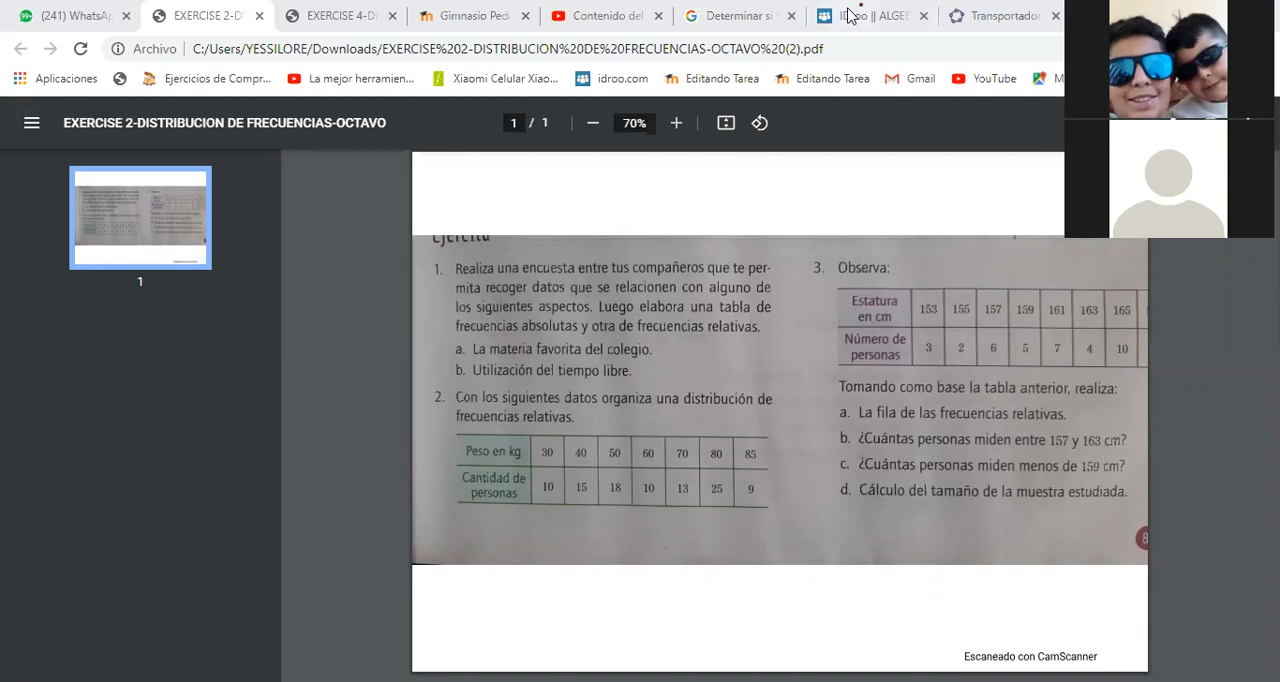 (241) WhatsAp
EXERCISE 2-D
EXERCISE 4-D
Gimnasio Ped
Contenido del
Determinar si
|| ALGE
Transportador
Archivo
C:/Users/YESSILORE/Downloads/EXERCISE%202-DISTRIBUCION%20DE%20FRECUENCIAS-OCTAVO%20(2).pdf
Aplicaciones
Ejercicios de Compr...
La mejor herramien...
Xiaomi Celular Xiao...
idroo.com
Editando Tarea
Editando Tarea
Gmail
YouTube
M
EXERCISE 2-DISTRIBUCION DE FRECUENCIAS-OCTAVO
1 / 1
70%
1
Ejercita
1. Realiza una encuesta entre tus compañeros que te per-
mita recoger datos que se relacionen con alguno de
los siguientes aspectos. Luego elabora una tabla de
frecuencias absolutas y otra de frecuencias relativas.
a. La materia favorita del colegio.
b. Utilización del tiempo libre.
2. Con los siguientes datos organiza una distribución de
frecuencias relativas.
Peso en kg 30 40 50 60 70 80 85
Cantidad de
personas 10 15 18 10 13 25 9
3. Observa:
Estatura
en cm 153 155 157 159 161 163 165
Número de
personas 3 2 6 5 7 4 10
Tomando como base la tabla anterior, realiza:
a. La fila de las frecuencias relativas.
b. ¿Cuántas personas miden entre 157 y 163 cm?
c. ¿Cuántas personas miden menos de 159 cm?
d. Cálculo del tamaño de la muestra estudiada.
8
Escaneado con CamScanner